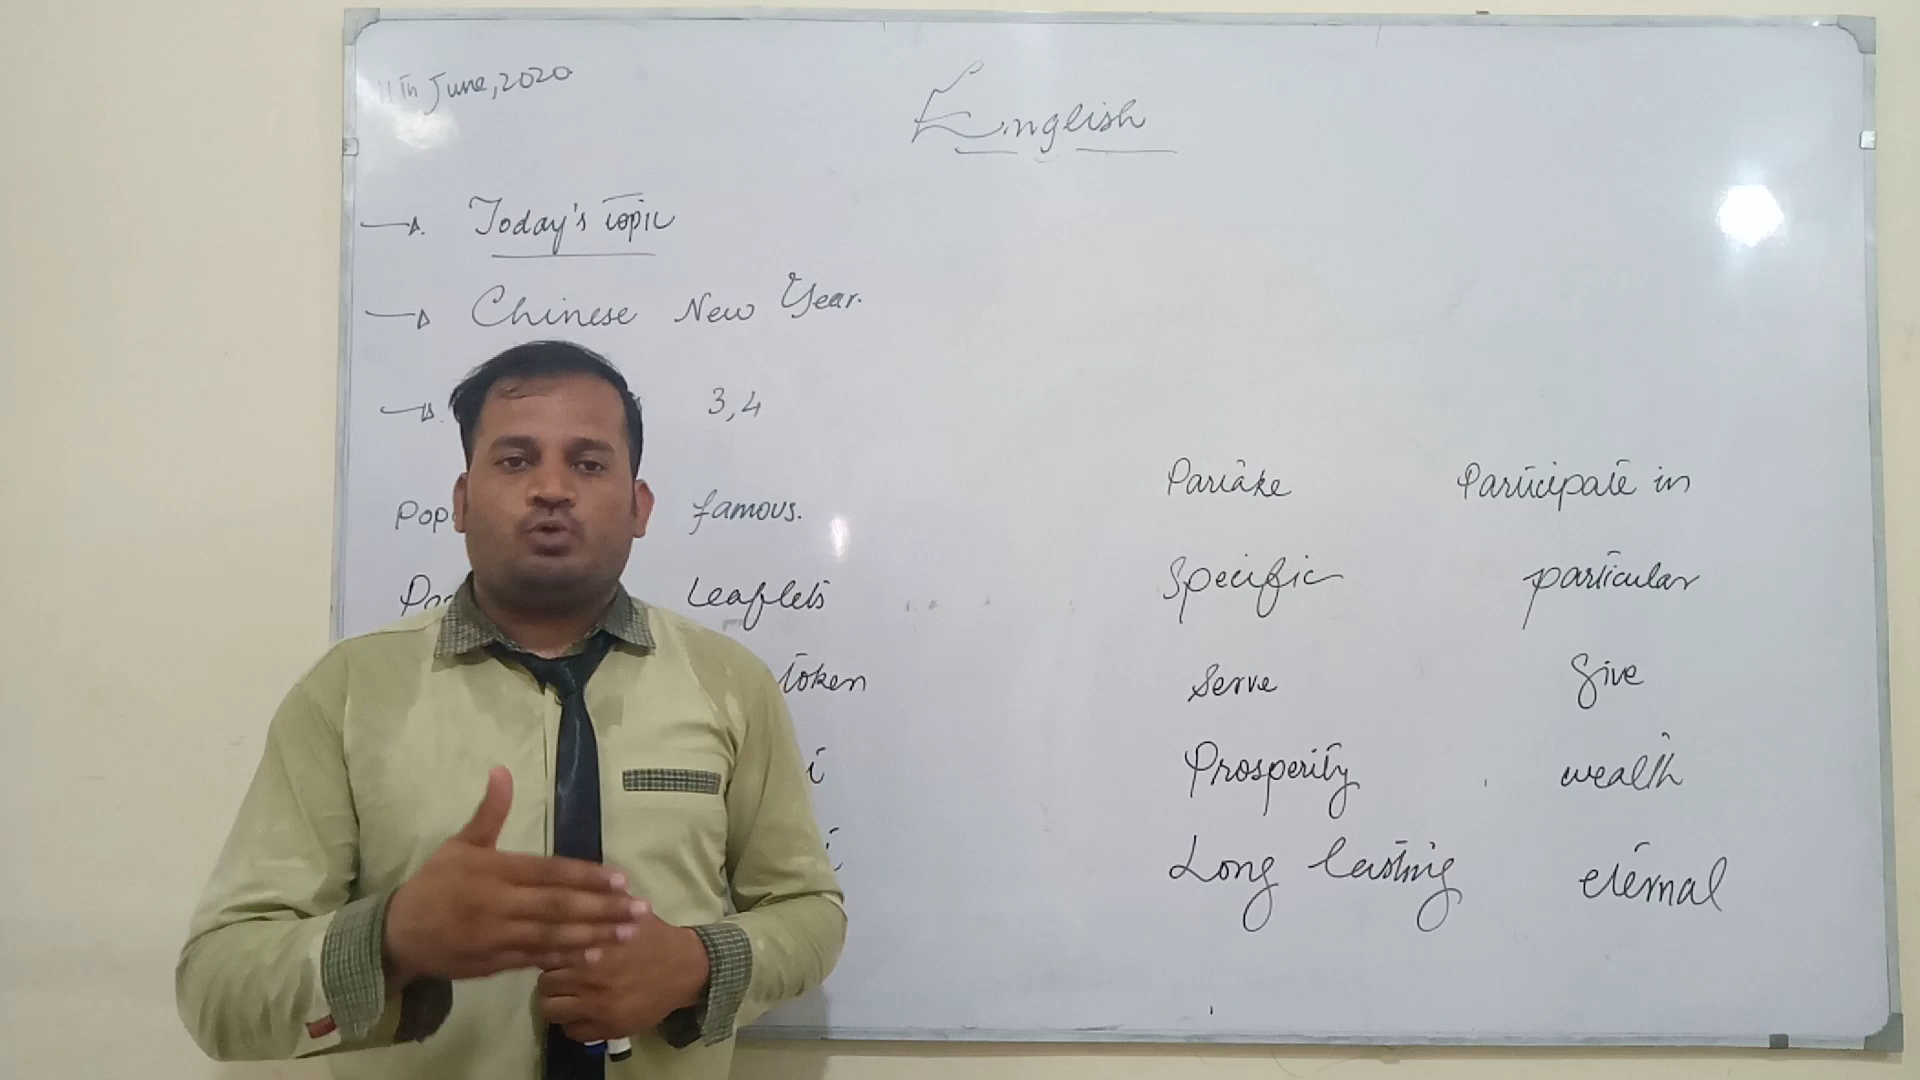 11th June, 2020
English
Today's topic
Chinese New Year.
3,4
famous.
Leaflets
token
Partake Participate in
Specific particular
Serve Give
Prosperity wealth
Long lasting eternal